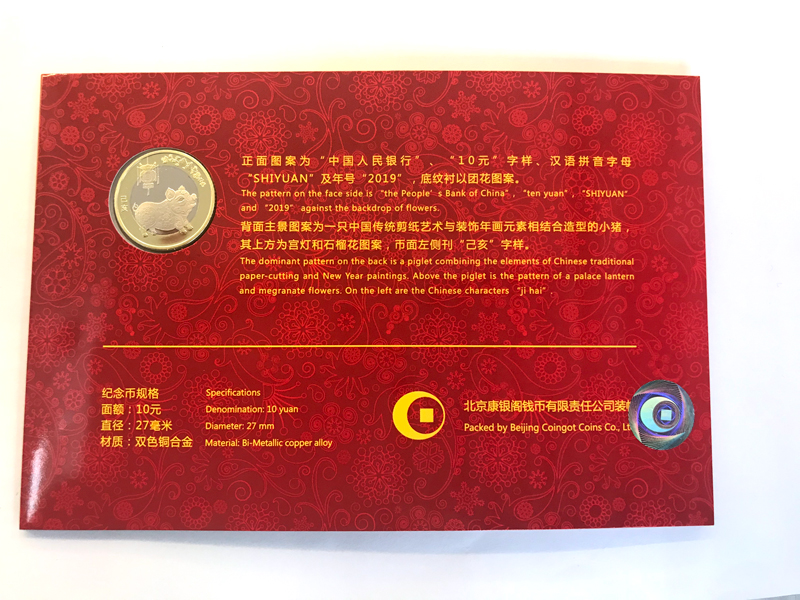 己亥
正面图案为“中国人民银行”、“10元”字样、汉语拼音字母
“SHIYUAN”及年号“2019”，底纹衬以团花图案。
The pattern on the face side is "the People's Bank of China", "ten yuan", "SHIYUAN"
and "2019" against the backdrop of flowers.
背面主景图案为一只中国传统剪纸艺术与装饰年画元素相结合造型的小猪，
其上方为宫灯和石榴花图案，币面左侧刊“己亥”字样。
The dominant pattern on the back is a piglet combining the elements of Chinese traditional
paper-cutting and New Year paintings. Above the piglet is the pattern of a palace lantern
and megranate flowers. On the left are the Chinese characters "ji hai".
纪念币规格
面额：10元
直径：27毫米
材质：双色铜合金
Specifications
Denomination: 10 yuan
Diameter: 27 mm
Material: Bi-Metallic copper alloy
北京康银阁钱币有限责任公司装
Packed by Beijing Coingot Coins Co.,